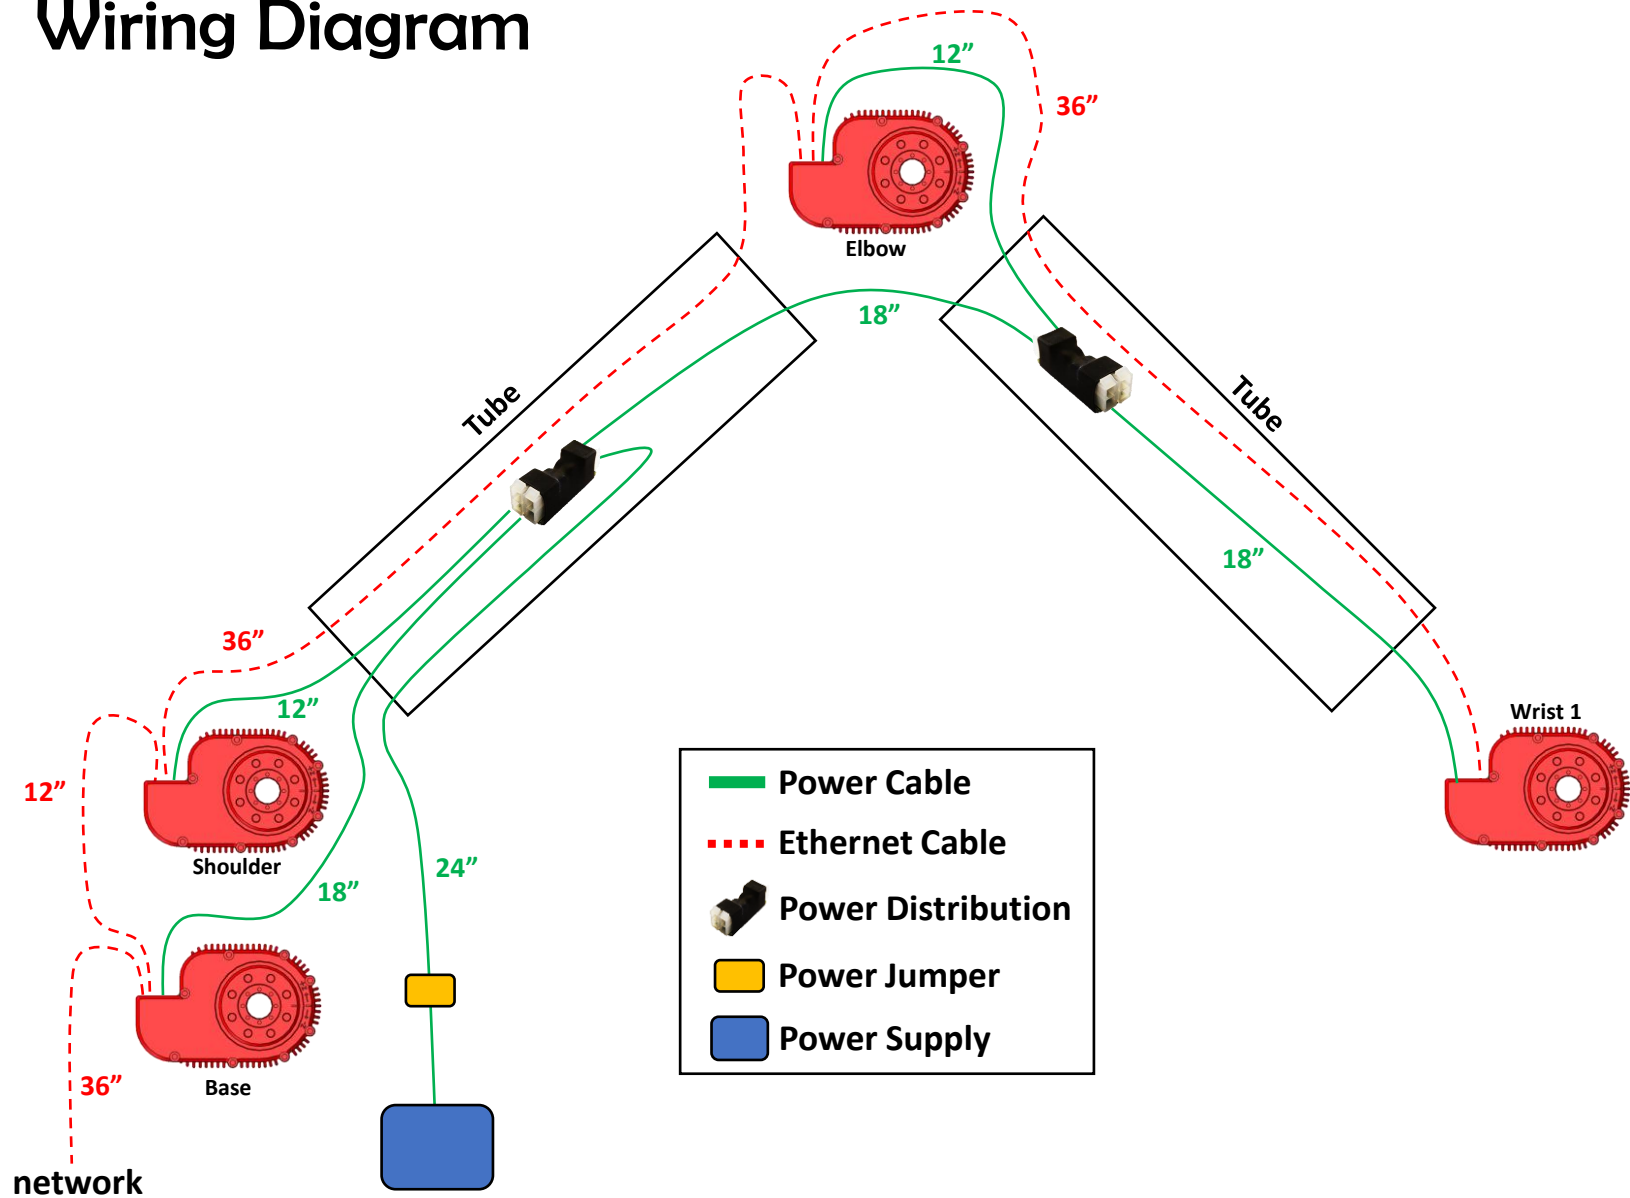 Wiring Diagram
12”
36”
Elbow
18”
Tube
Tube
18”
36”
12”
Wrist 1
12”
Shoulder
18”
24”
Base
36”
network
Power Cable
Ethernet Cable
Power Distribution
Power Jumper
Power Supply